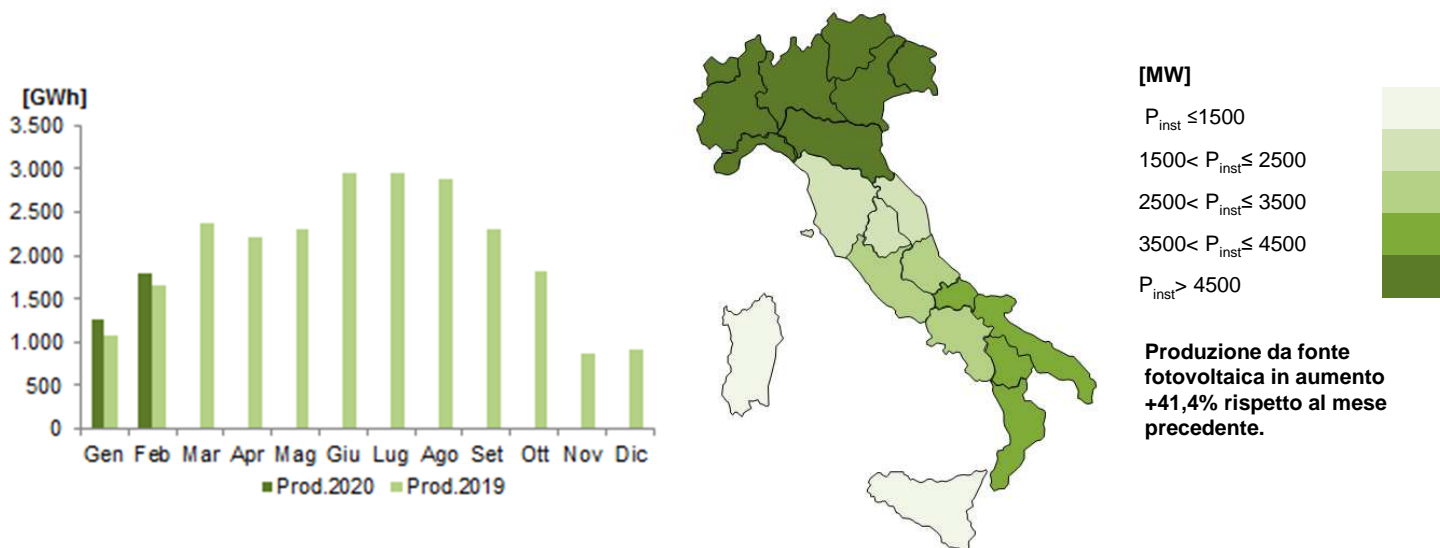 [GWh]
3.500
3.000
2.500
2.000
1.500
1.000
500
0
Gen Feb Mar Apr Mag Giu Lug Ago Set Ott Nov Dic
Prod.2020 Prod.2019
[MW]
Pinst ≤1500
1500< Pinst≤ 2500
2500< Pinst≤ 3500
3500< Pinst≤ 4500
Pinst> 4500
Produzione da fonte
fotovoltaica in aumento
+41,4% rispetto al mese
precedente.